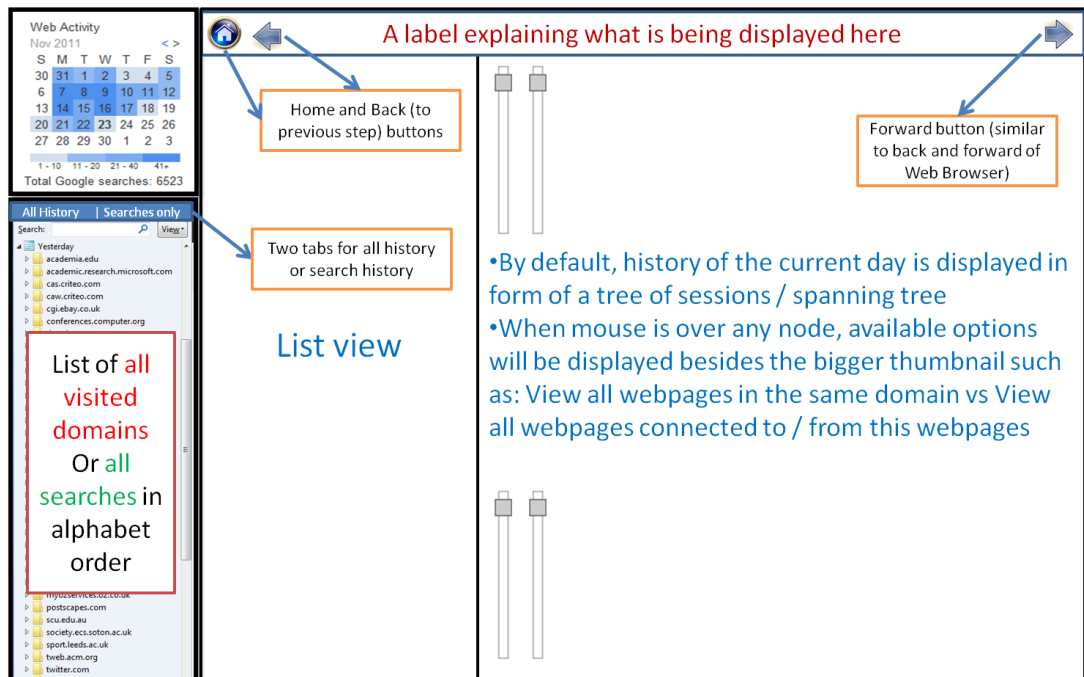 Web Activity
Nov 2011 < >
S M T W T F S
30 31 1 2 3 4 5
6 7 8 9 10 11 12
13 14 15 16 17 18 19
20 21 22 23 24 25 26
27 28 29 30 1 2 3
1 - 10 11 - 20 21 - 40 41+
Total Google searches: 6523
All History | Searches only
Search: View
Yesterday
academia.edu
academic.research.microsoft.com
cas.criteo.com
caw.criteo.com
cgi.ebay.co.uk
conferences.computer.org
List of all
visited
domains
Or all
searches in
alphabet
order
myozservices.oz.co.uk
postscapes.com
scu.edu.au
society.ecs.soton.ac.uk
sport.leeds.ac.uk
tweb.acm.org
twitter.com
A label explaining what is being displayed here
Home and Back (to
previous step) buttons
Forward button (similar
to back and forward of
Web Browser)
Two tabs for all history
or search history
List view
•By default, history of the current day is displayed in
form of a tree of sessions / spanning tree
•When mouse is over any node, available options
will be displayed besides the bigger thumbnail such
as: View all webpages in the same domain vs View
all webpages connected to / from this webpages